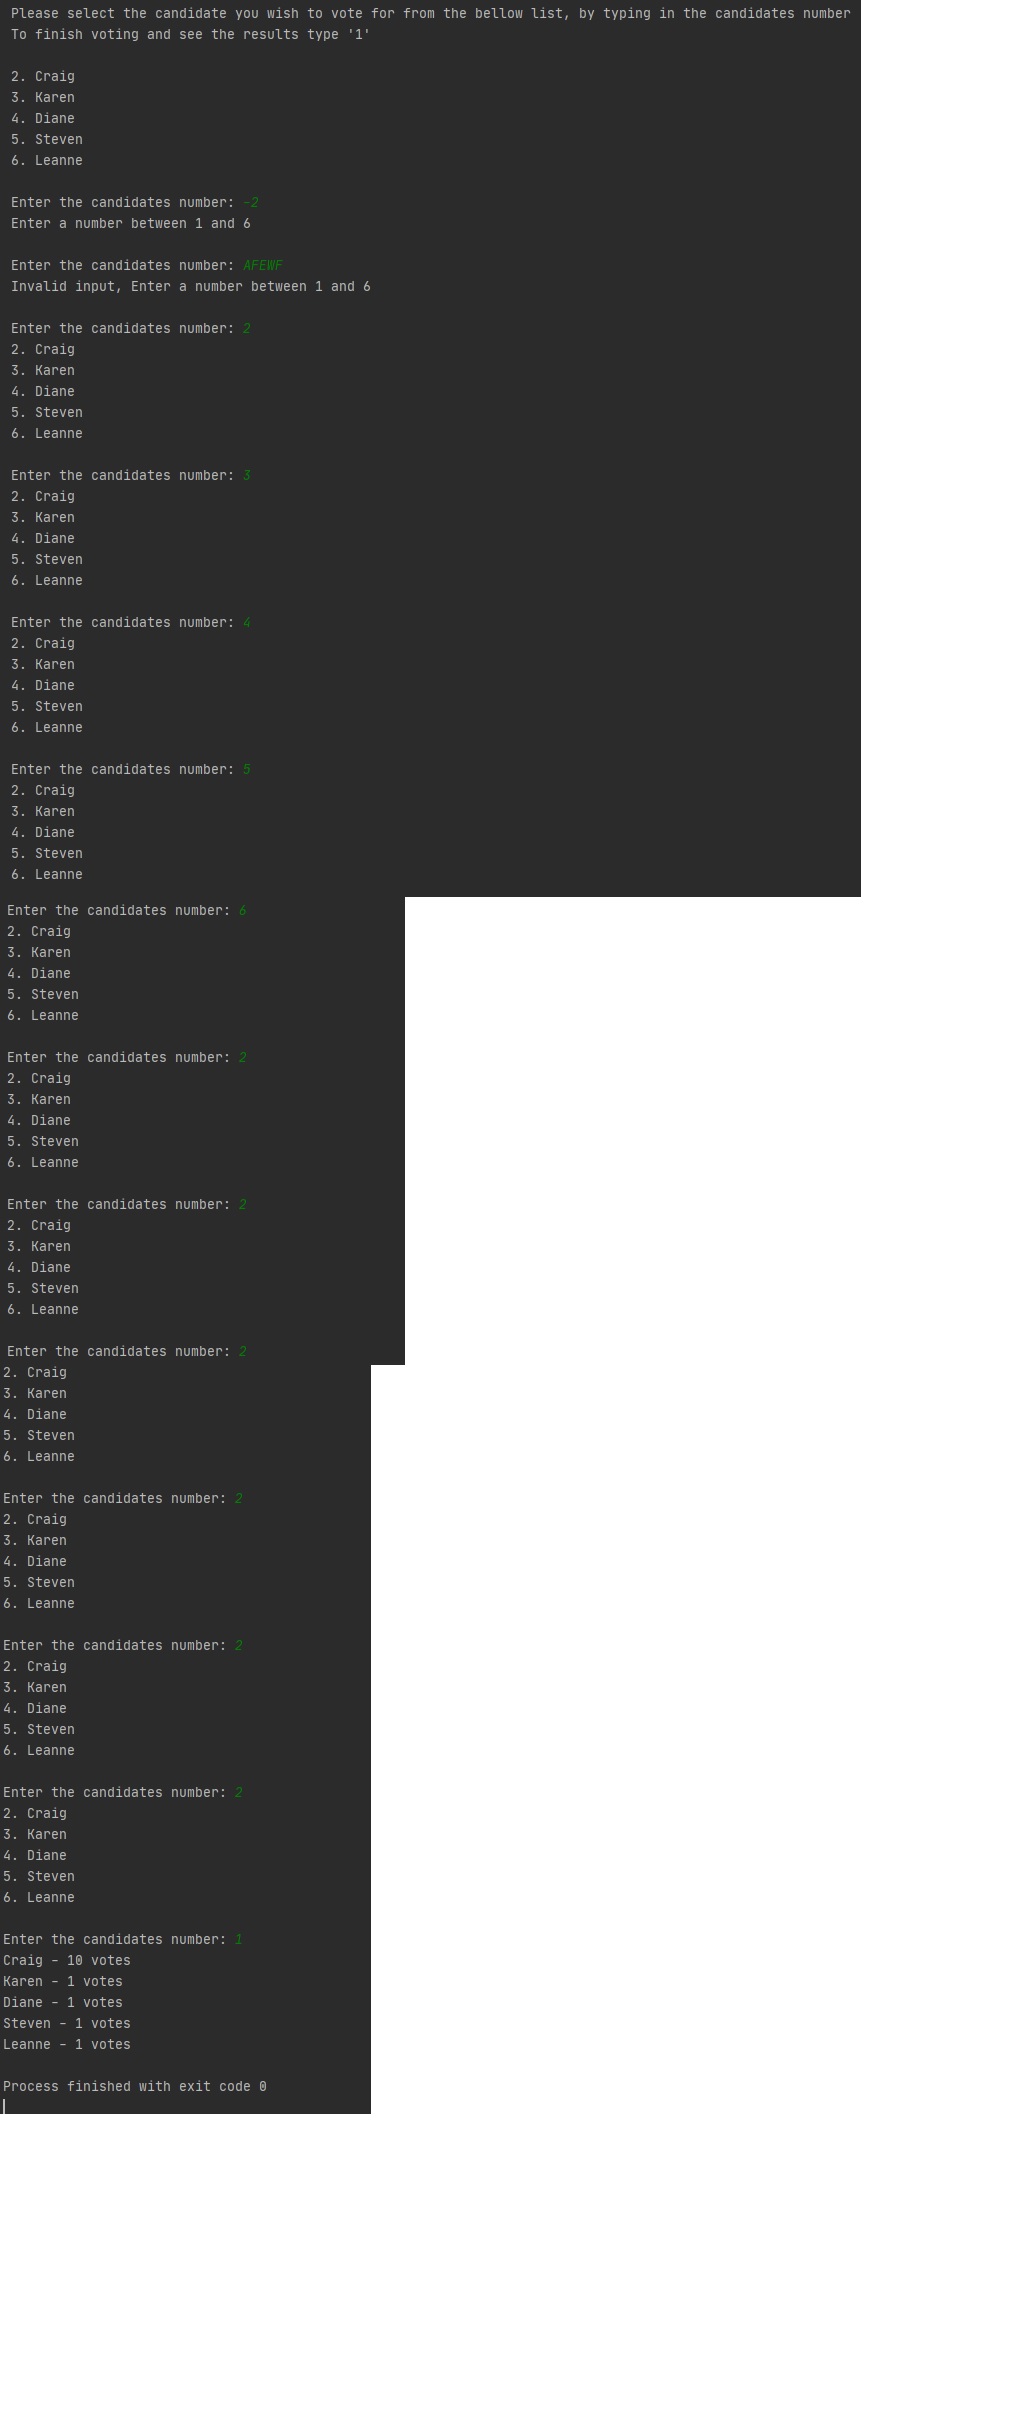 Please select the candidate you wish to vote for from the bellow list, by typing in the candidates number
To finish voting and see the results type '1'
2. Craig
3. Karen
4. Diane
5. Steven
6. Leanne
Enter the candidates number: -2
Enter a number between 1 and 6
Enter the candidates number: AFEWF
Invalid input, Enter a number between 1 and 6
Enter the candidates number: 2
2. Craig
3. Karen
4. Diane
5. Steven
6. Leanne
Enter the candidates number: 3
2. Craig
3. Karen
4. Diane
5. Steven
6. Leanne
Enter the candidates number: 4
2. Craig
3. Karen
4. Diane
5. Steven
6. Leanne
Enter the candidates number: 5
2. Craig
3. Karen
4. Diane
5. Steven
6. Leanne
Enter the candidates number: 6
2. Craig
3. Karen
4. Diane
5. Steven
6. Leanne
Enter the candidates number: 2
2. Craig
3. Karen
4. Diane
5. Steven
6. Leanne
Enter the candidates number: 2
2. Craig
3. Karen
4. Diane
5. Steven
6. Leanne
Enter the candidates number: 2
2. Craig
3. Karen
4. Diane
5. Steven
6. Leanne
Enter the candidates number: 2
2. Craig
3. Karen
4. Diane
5. Steven
6. Leanne
Enter the candidates number: 2
2. Craig
3. Karen
4. Diane
5. Steven
6. Leanne
Enter the candidates number: 2
2. Craig
3. Karen
4. Diane
5. Steven
6. Leanne
Enter the candidates number: 1
Craig - 10 votes
Karen - 1 votes
Diane - 1 votes
Steven - 1 votes
Leanne - 1 votes
Process finished with exit code 0